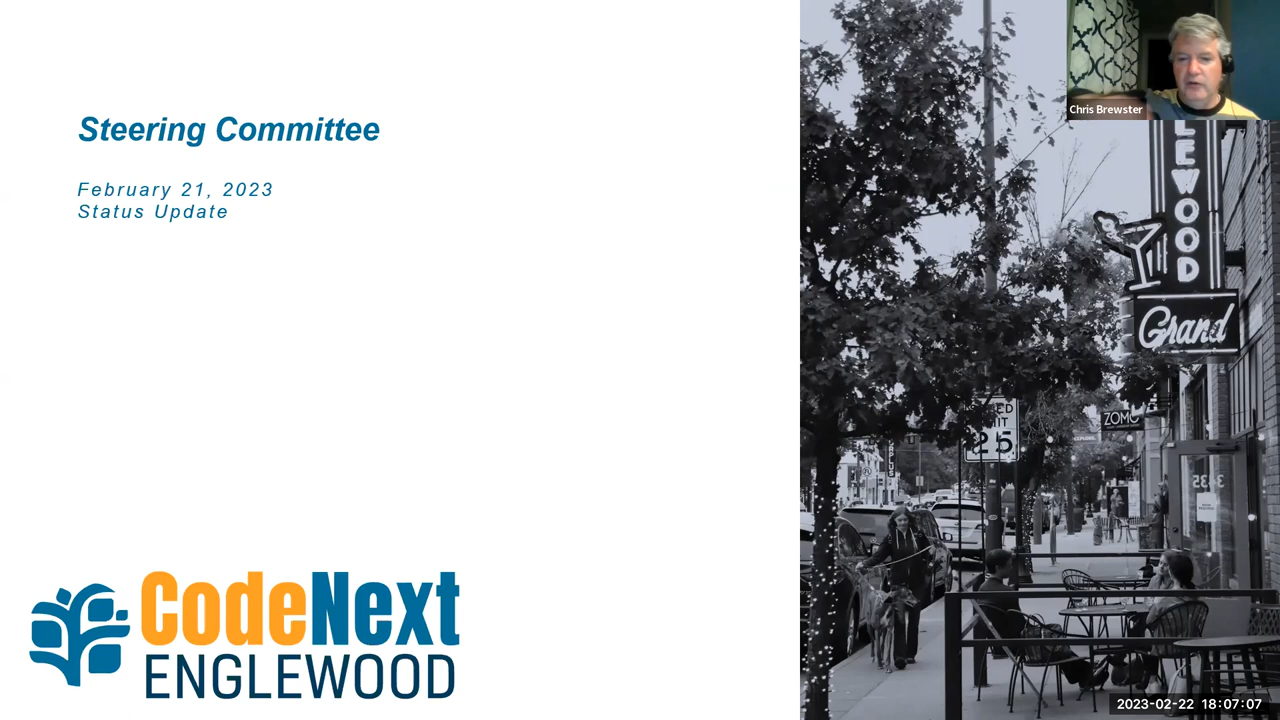 Steering Committee
February 21, 2023
Status Update
CodeNext
ENGLEWOOD
Chris Brewster
LEWOOD
Grand
ZOMO
25
3435
2023-02-22 18:07:07